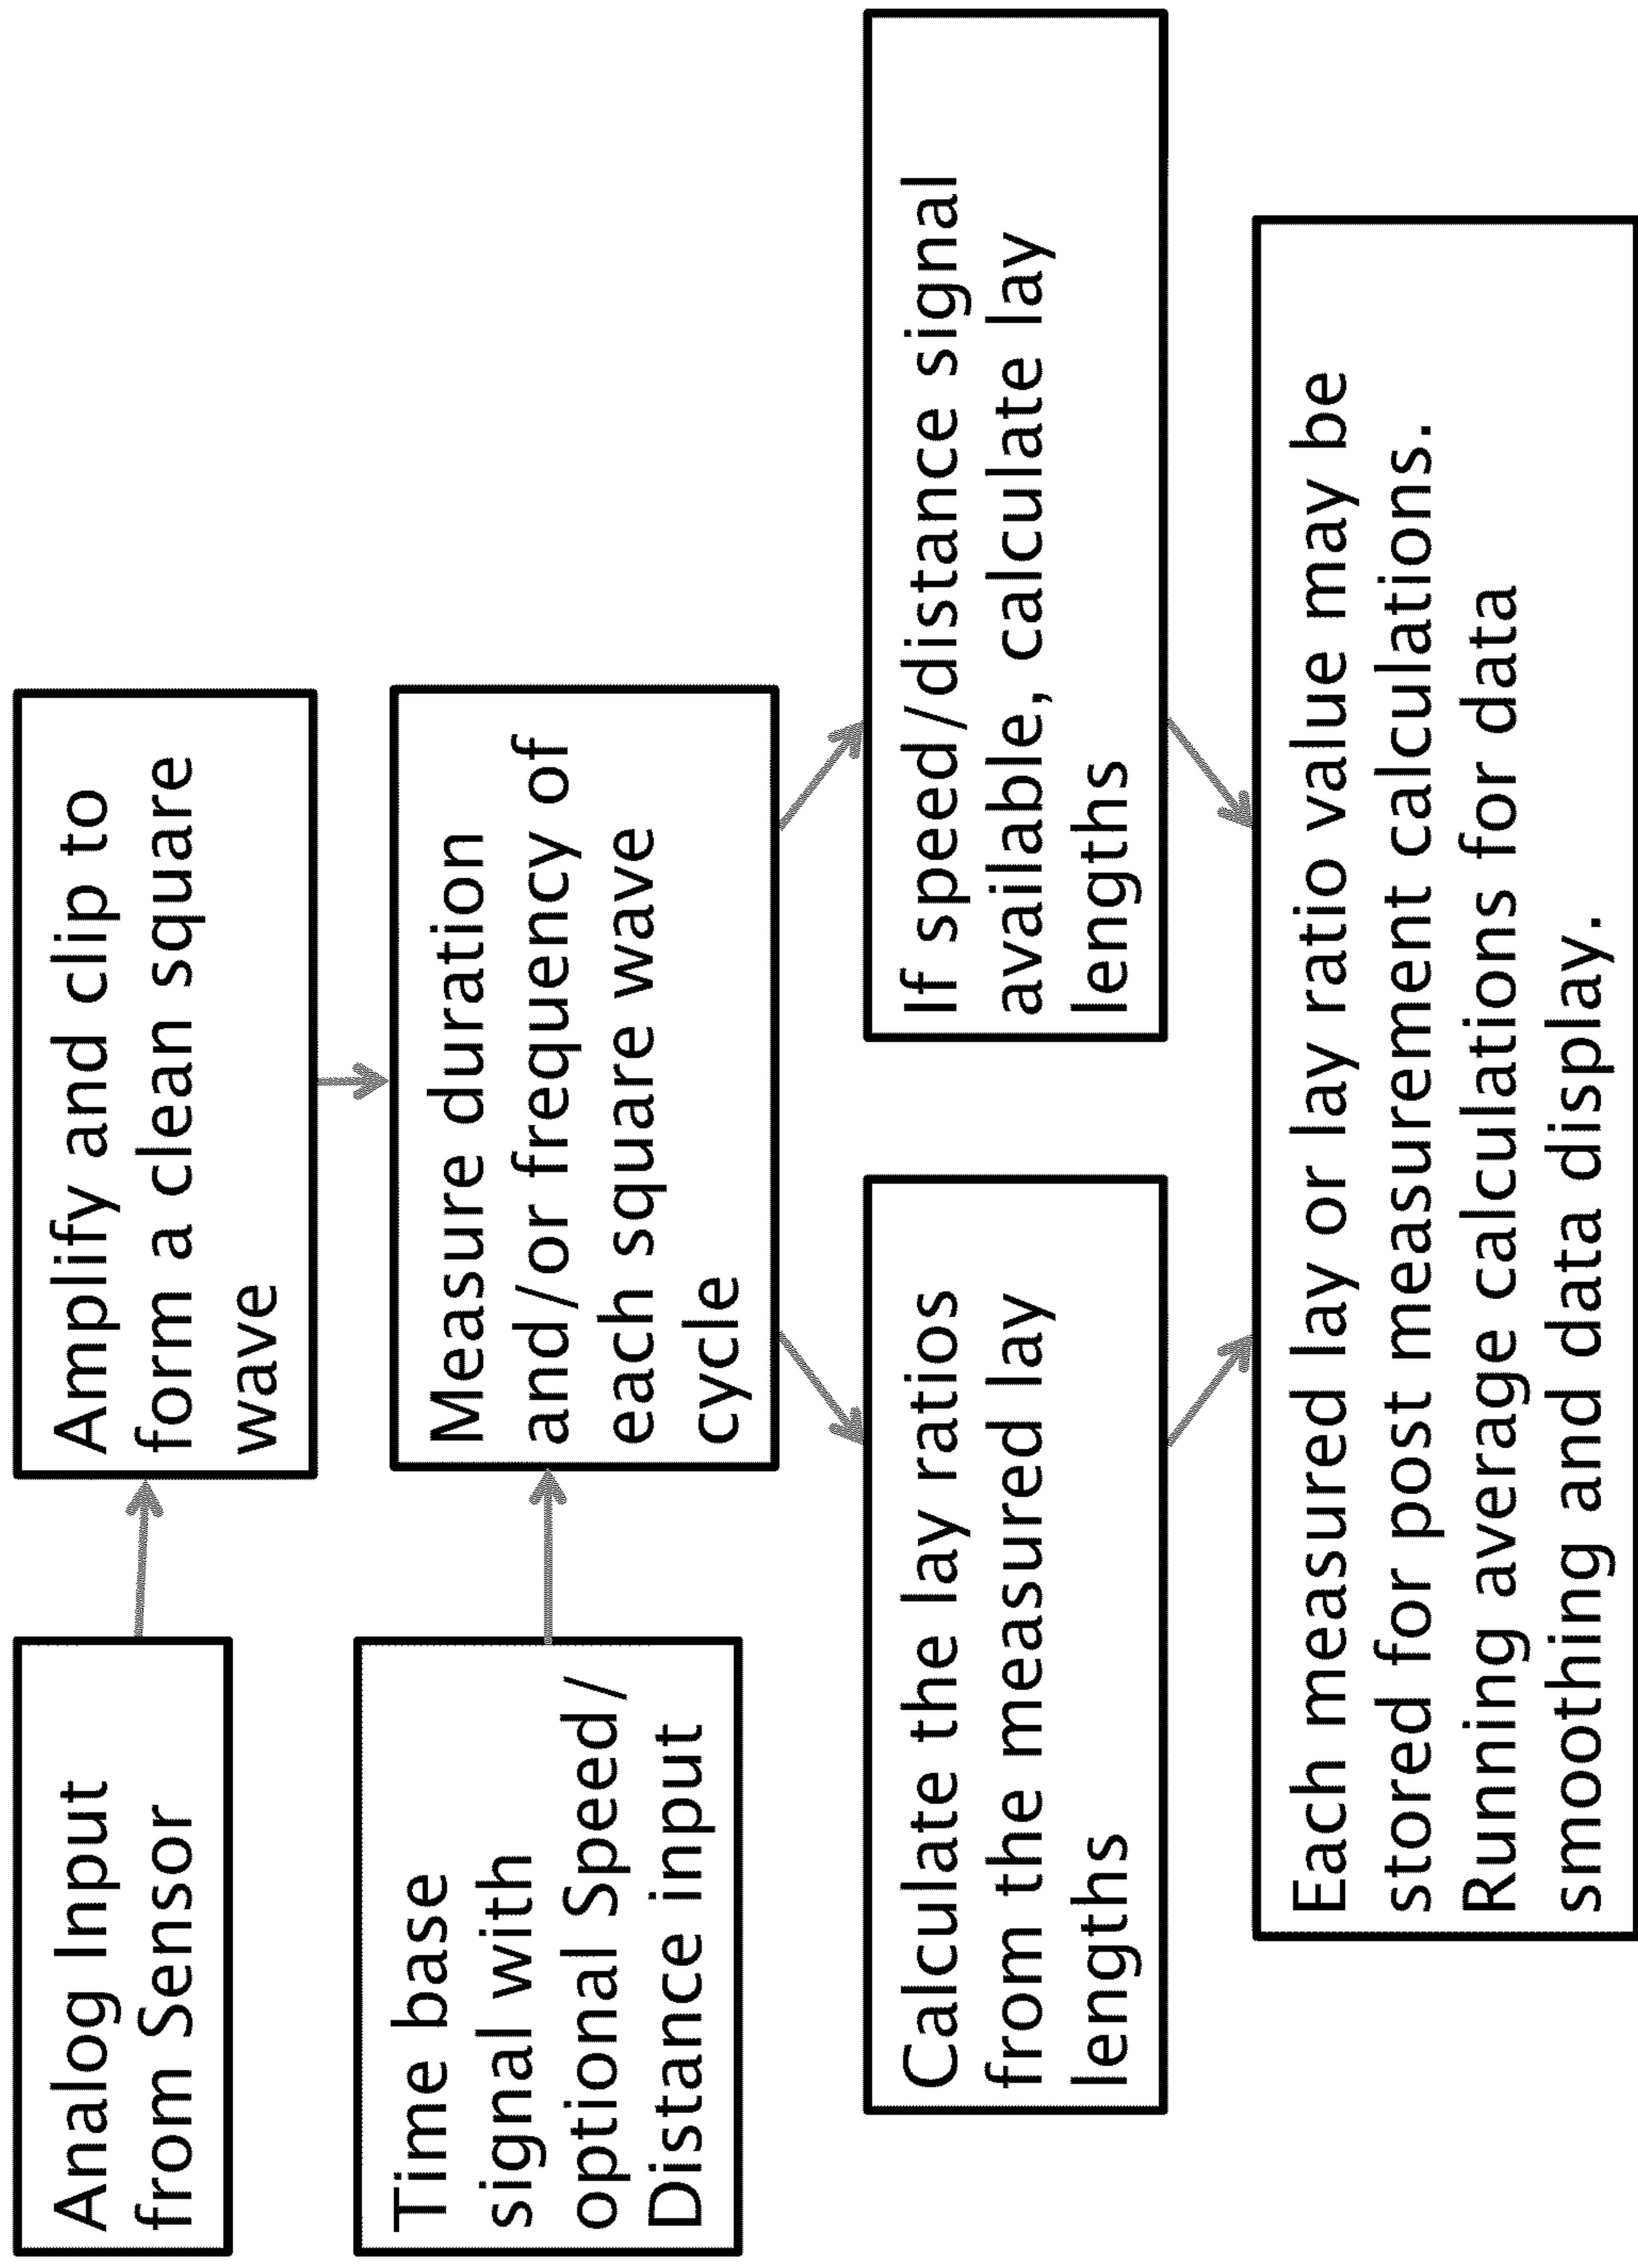 Analog Input
from Sensor
Amplify and clip to
form a clean square
wave
Time base
signal with
optional Speed/
Distance input
Measure duration
and/or frequency of
each square wave
cycle
Calculate the lay ratios
from the measured lay
lengths
If speed/distance signal
available, calculate lay
lengths
Each measured lay or lay ratio value may be
stored for post measurement calculations.
Running average calculations for data
smoothing and data display.